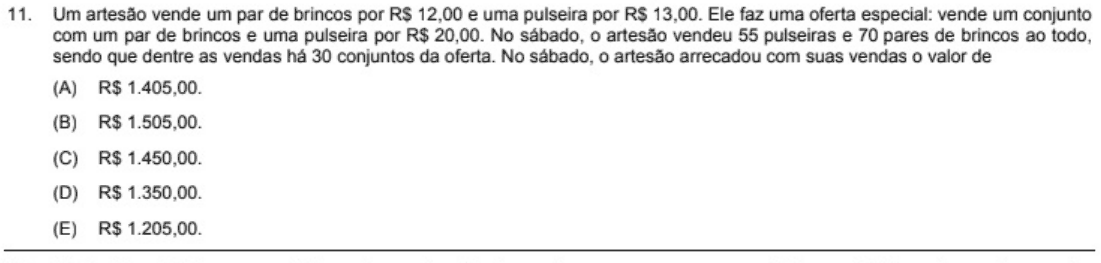 11. Um artesão vende um par de brincos por R$ 12,00 e uma pulseira por R$ 13,00. Ele faz uma oferta especial: vende um conjunto
com um par de brincos e uma pulseira por R$ 20,00. No sábado, o artesão vendeu 55 pulseiras e 70 pares de brincos ao todo,
sendo que dentre as vendas há 30 conjuntos da oferta. No sábado, o artesão arrecadou com suas vendas o valor de
(A) R$ 1.405,00.
(B) R$ 1.505,00.
(C) R$ 1.450,00.
(D) R$ 1.350,00.
(E) R$ 1.205,00.